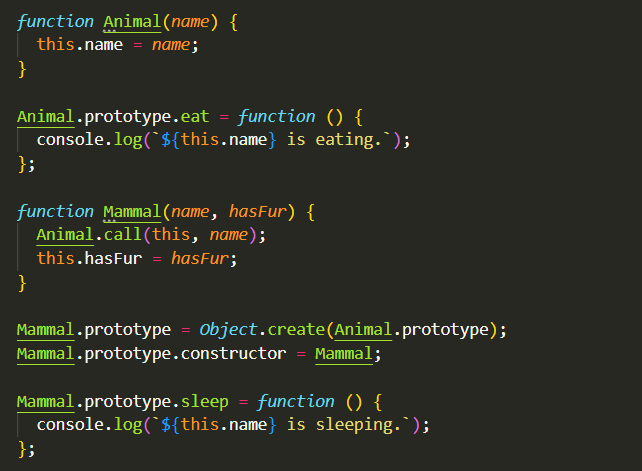 function Animal(name) {
  this.name = name;
}

Animal.prototype.eat = function () {
  console.log(`${this.name} is eating.`);
};

function Mammal(name, hasFur) {
  Animal.call(this, name);
  this.hasFur = hasFur;
}

Mammal.prototype = Object.create(Animal.prototype);
Mammal.prototype.constructor = Mammal;

Mammal.prototype.sleep = function () {
  console.log(`${this.name} is sleeping.`);
};